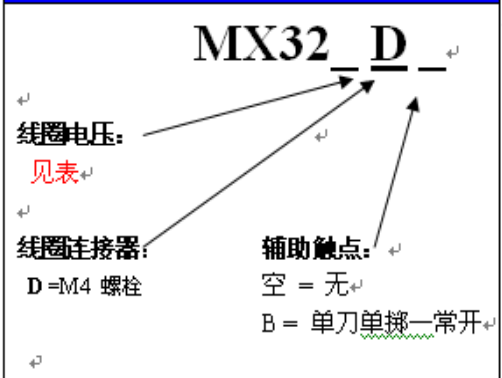 MX32_ D _
线圈电压：
见表
线圈连接器：
D =M4 螺栓
辅助触点：
空 = 无
B = 单刀单掷一常开